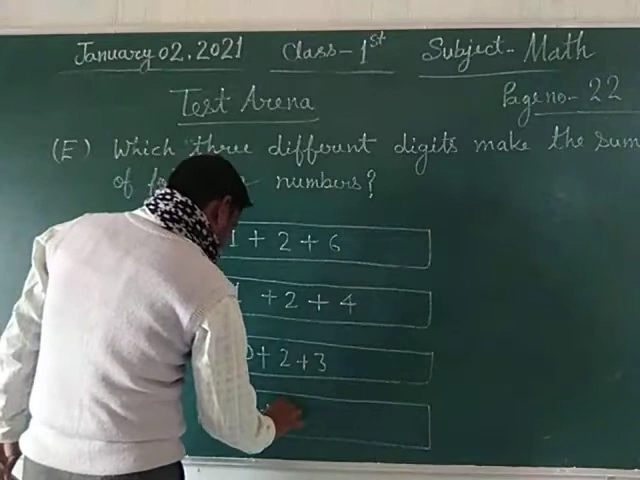 January 02, 2021 Class - 1st Subject - Math
Test Arena Page no - 22
(E) Which three different digits make the sum
of numbers?
1 + 2 + 6
+ 2 + 4
+ 2 + 3